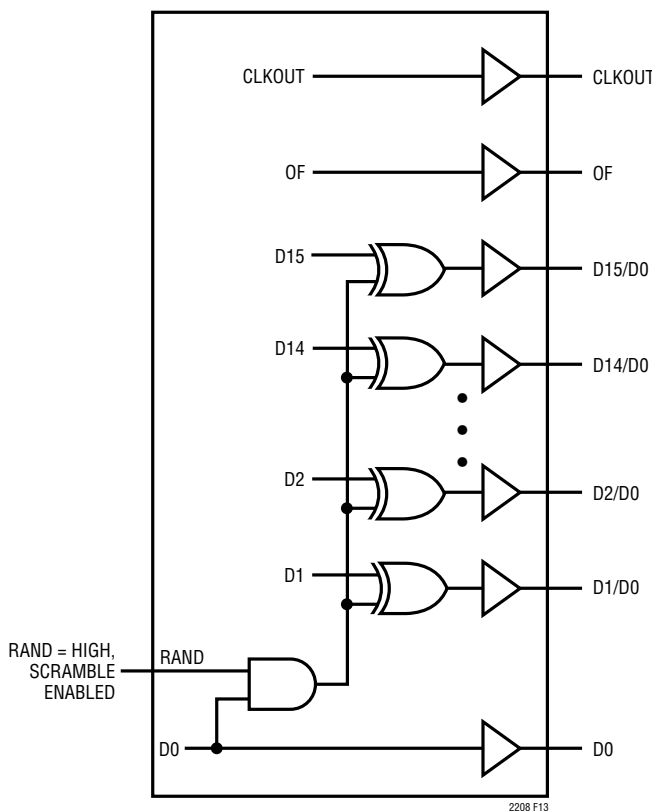 CLKOUT
CLKOUT
OF
OF
D15
D15/D0
D14
D14/D0
D2
D2/D0
D1
D1/D0
RAND = HIGH,
SCRAMBLE
ENABLED
RAND
D0
D0
2208 F13